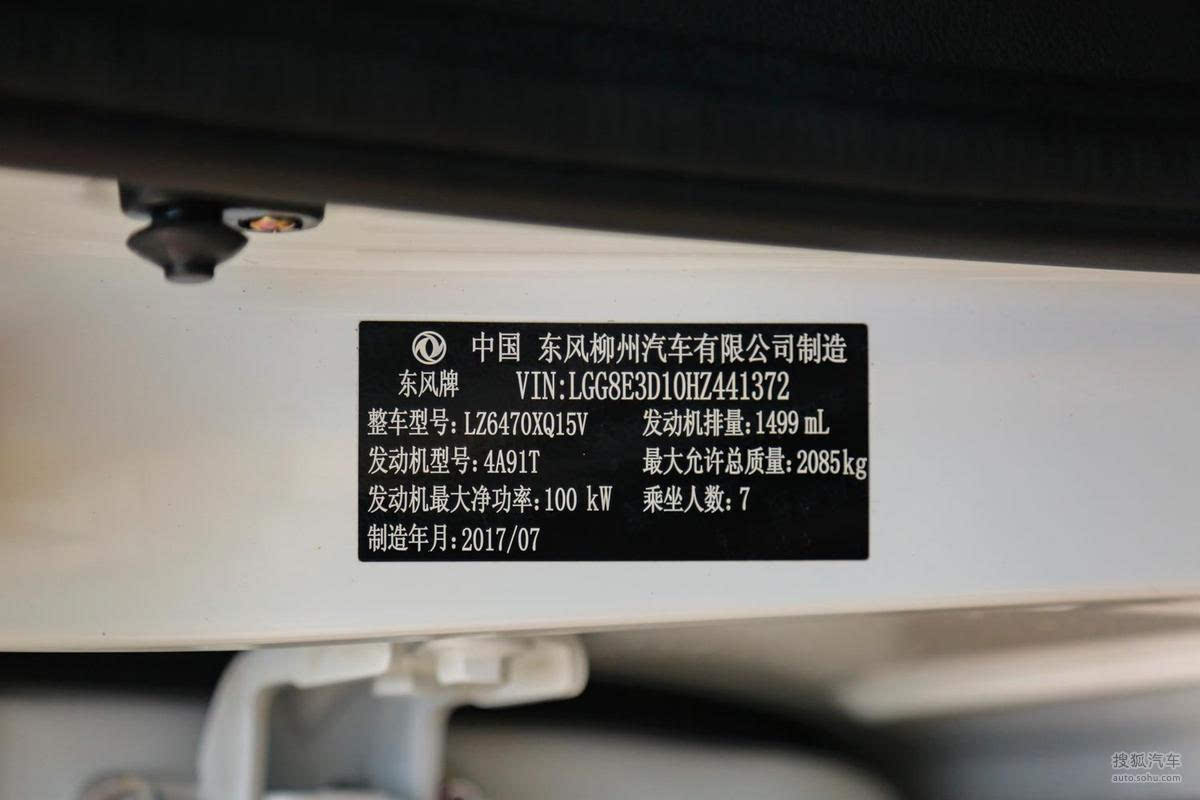 中国 东风柳州汽车有限公司制造
东风牌 VIN:LGG8E3D10HZ441372
整车型号:LZ6470XQ15V 发动机排量:1499 mL
发动机型号:4A91T 最大允许总质量:2085kg
发动机最大净功率:100 kW 乘坐人数:7
制造年月:2017/07
搜狐汽车
auto.sohu.com